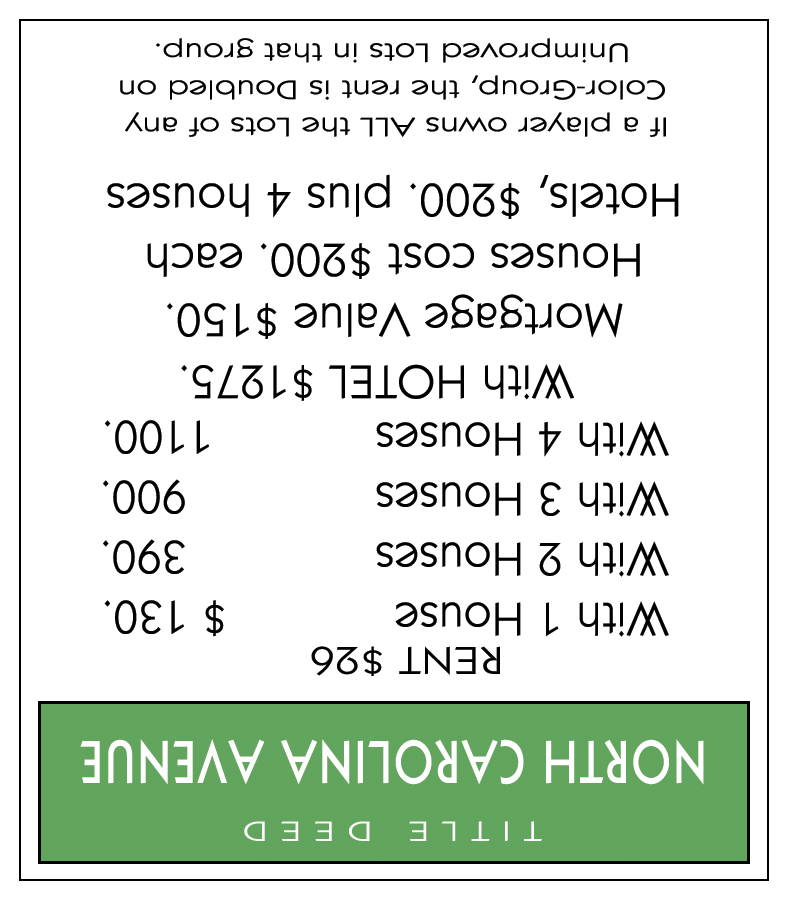 TITLE DEED
NORTH CAROLINA AVENUE
RENT $26
With 1 House $ 130.
With 2 Houses 390.
With 3 Houses 900.
With 4 Houses 1100.
With HOTEL $1275.
Mortgage Value $150.
Houses cost $200. each
Hotels, $200. plus 4 houses
If a player owns ALL the Lots of any
Color-Group, the rent is Doubled on
Unimproved Lots in that group.